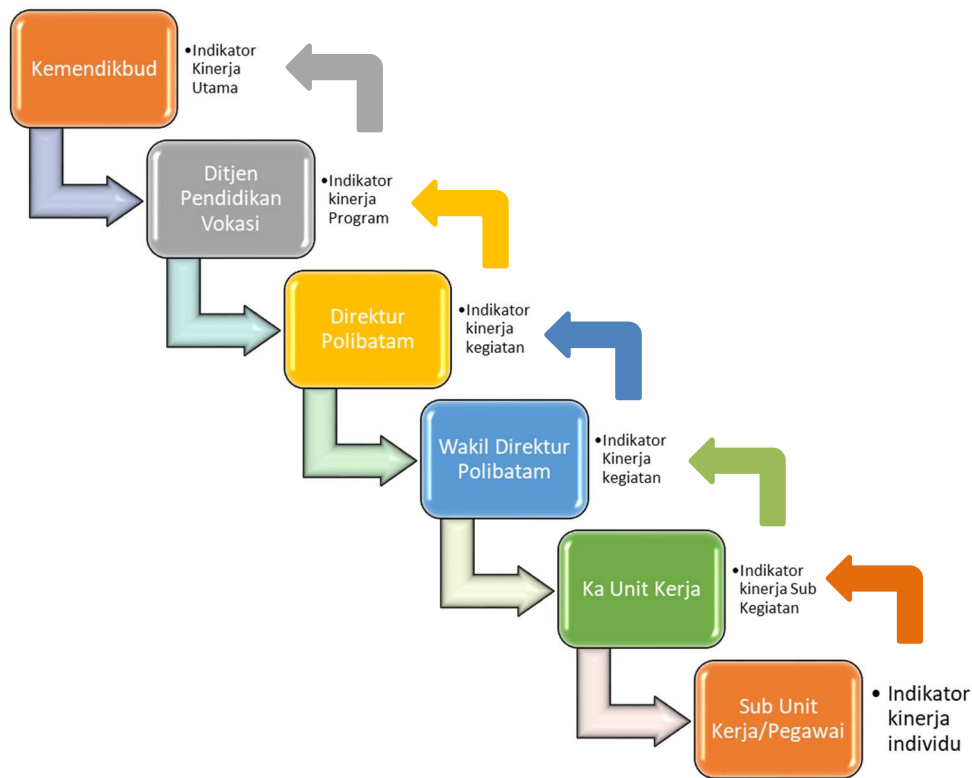 Kemendikbud
•Indikator
Kinerja
Utama
Ditjen
Pendidikan
Vokasi
•Indikator
kinerja
Program
Direktur
Polibatam
•Indikator
kinerja
kegiatan
Wakil Direktur
Polibatam
•Indikator
Kinerja
kegiatan
Ka Unit Kerja
•Indikator
kinerja Sub
Kegiatan
Sub Unit
Kerja/Pegawai
• Indikator
kinerja
individu